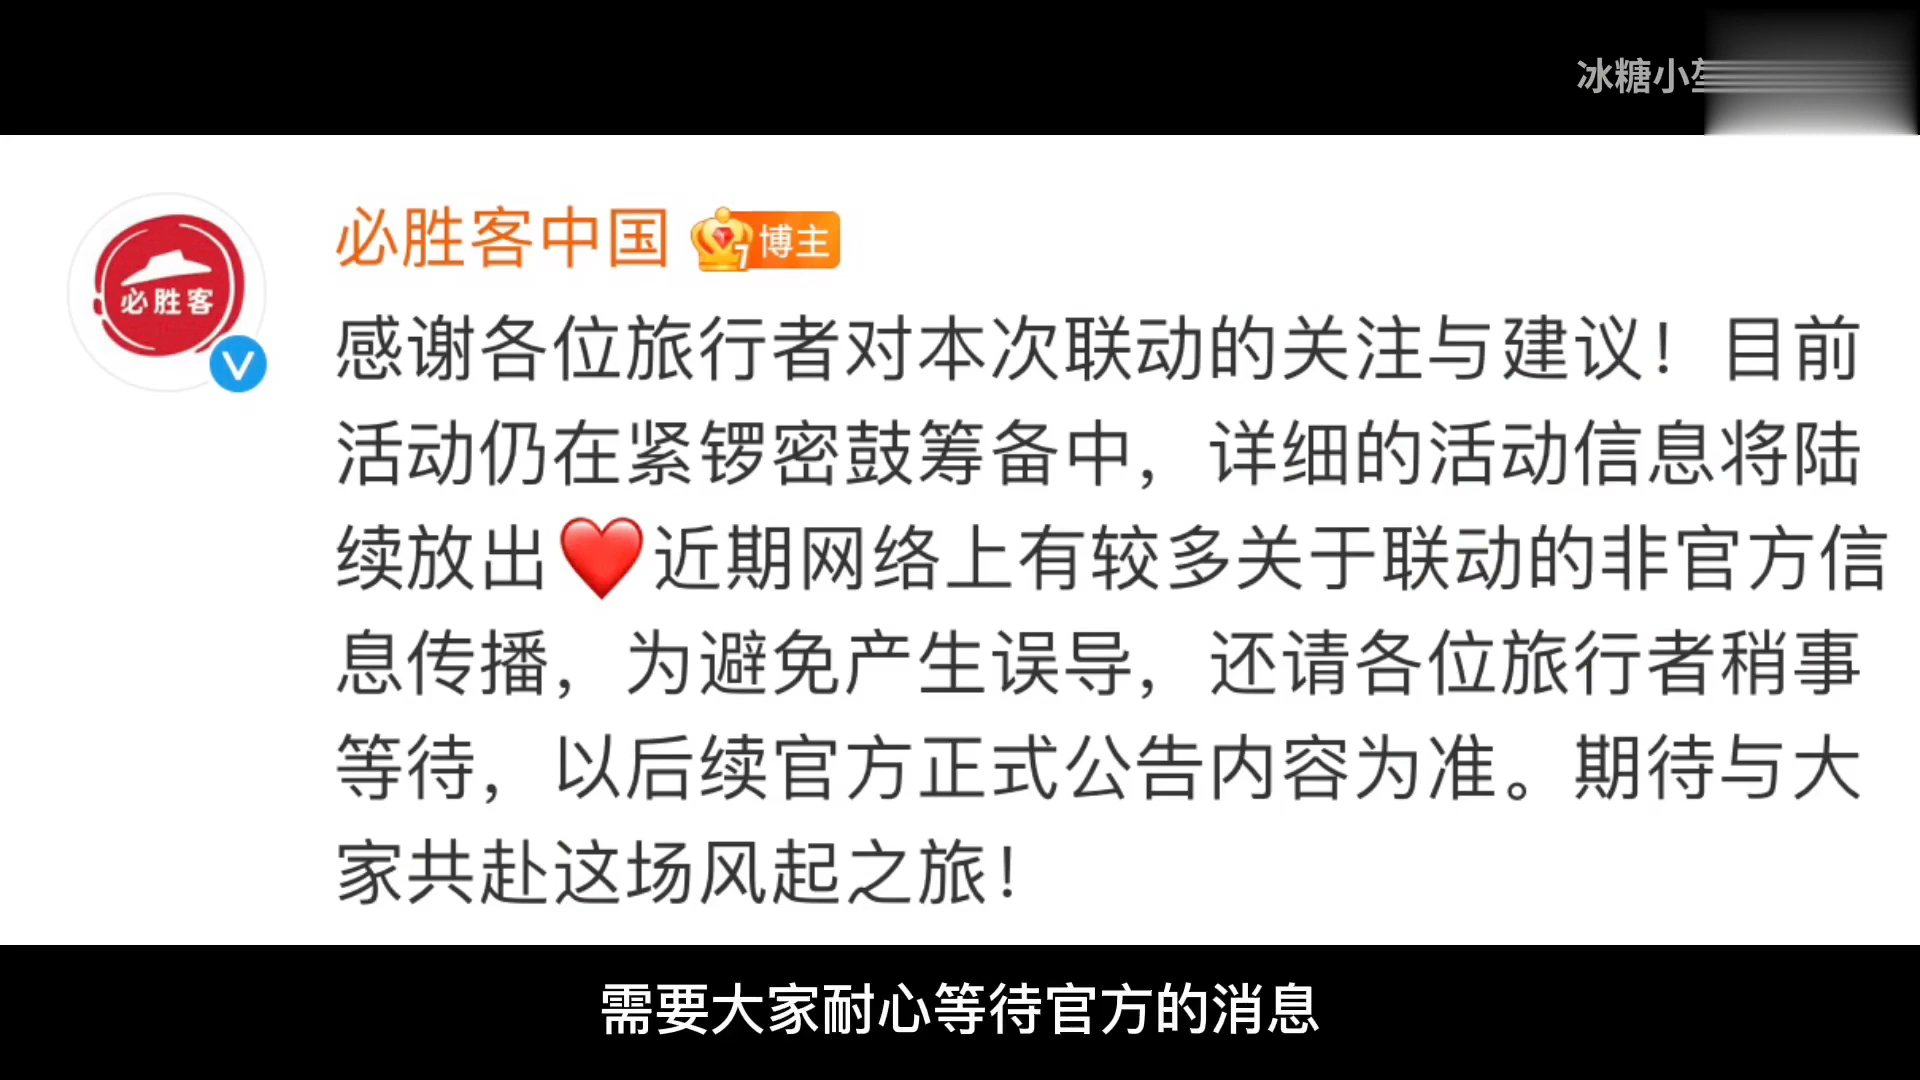 冰糖小
必胜客
必胜客中国
7 博主
感谢各位旅行者对本次联动的关注与建议！目前
活动仍在紧锣密鼓筹备中，详细的活动信息将陆
续放出❤️近期网络上有较多关于联动的非官方信
息传播，为避免产生误导，还请各位旅行者稍事
等待，以后续官方正式公告内容为准。期待与大
家共赴这场风起之旅！
需要大家耐心等待官方的消息